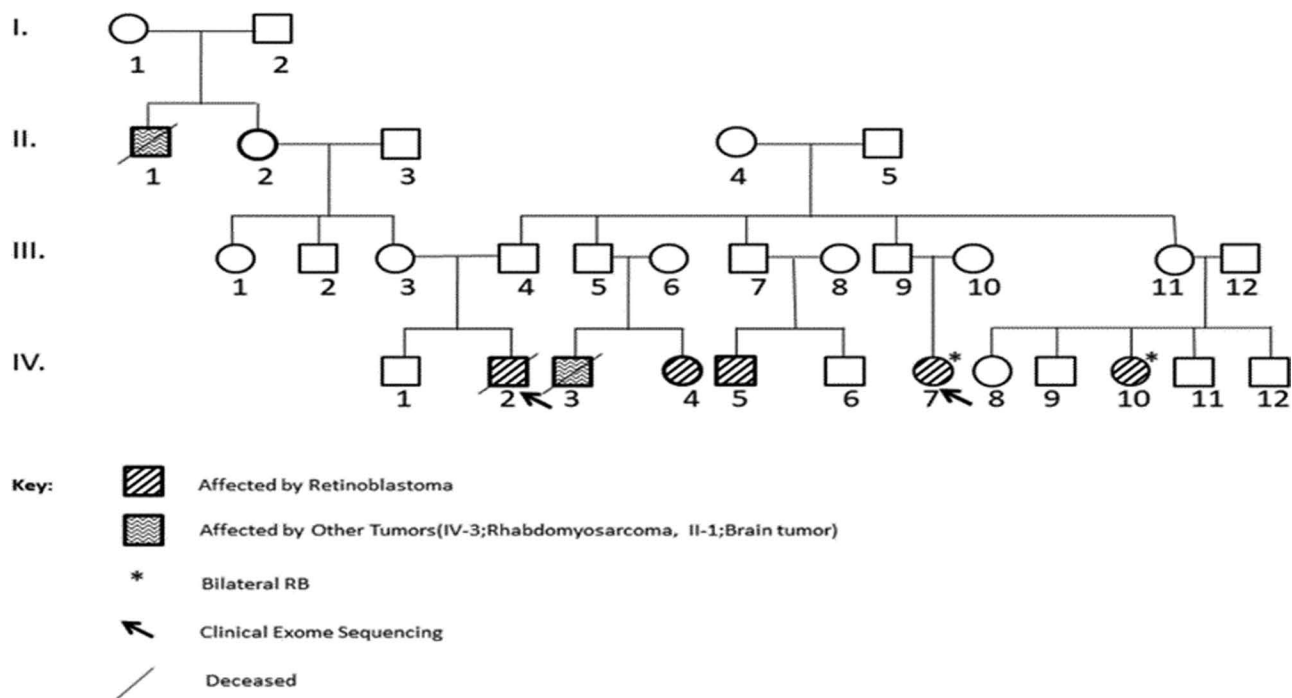 I.
1 2
II.
1 2 3 4 5
III.
1 2 3 4 5 6 7 8 9 10 11 12
IV.
* *
1 2 3 4 5 6 7 8 9 10 11 12
Key:
Affected by Retinoblastoma
Affected by Other Tumors(IV-3;Rhabdomyosarcoma, II-1;Brain tumor)
* Bilateral RB
Clinical Exome Sequencing
Deceased